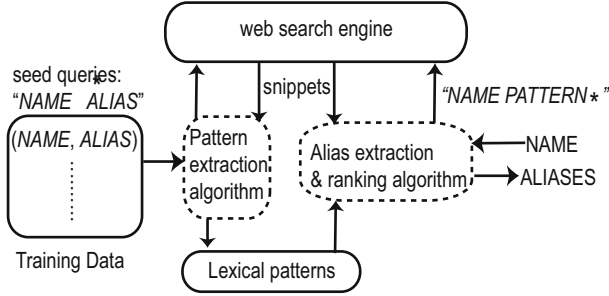 web search engine
seed queries:
“NAME * ALIAS”
snippets
“NAME PATTERN * ”
(NAME, ALIAS)
Pattern
extraction
algorithm
Alias extraction
& ranking algorithm
NAME
ALIASES
Training Data
Lexical patterns